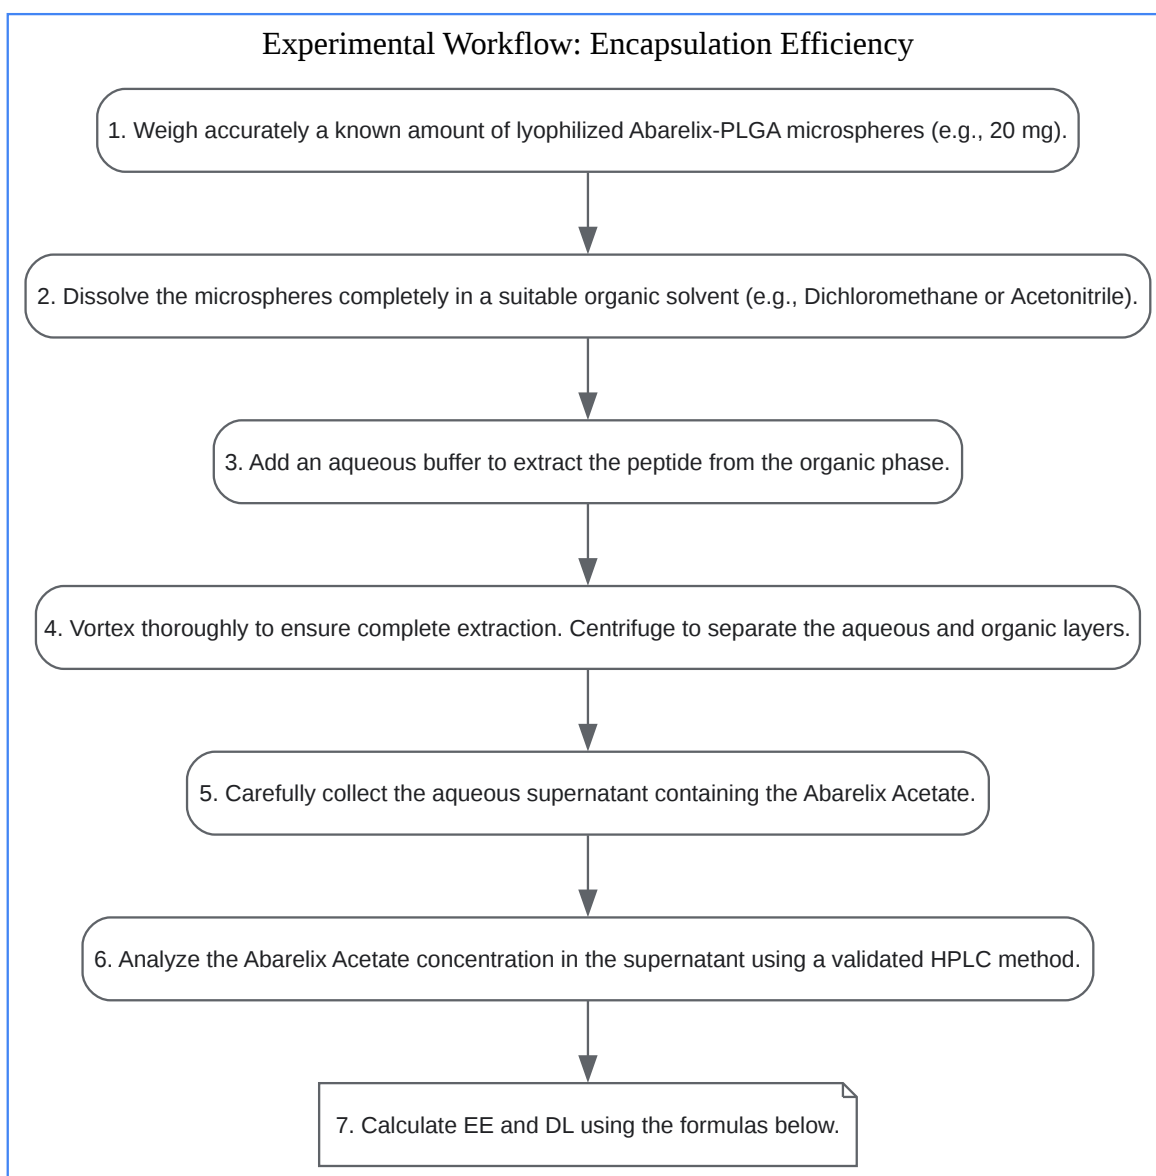 Experimental Workflow: Encapsulation Efficiency
1. Weigh accurately a known amount of lyophilized Abarelix-PLGA microspheres (e.g., 20 mg).
2. Dissolve the microspheres completely in a suitable organic solvent (e.g., Dichloromethane or Acetonitrile).
3. Add an aqueous buffer to extract the peptide from the organic phase.
4. Vortex thoroughly to ensure complete extraction. Centrifuge to separate the aqueous and organic layers.
5. Carefully collect the aqueous supernatant containing the Abarelix Acetate.
6. Analyze the Abarelix Acetate concentration in the supernatant using a validated HPLC method.
7. Calculate EE and DL using the formulas below.